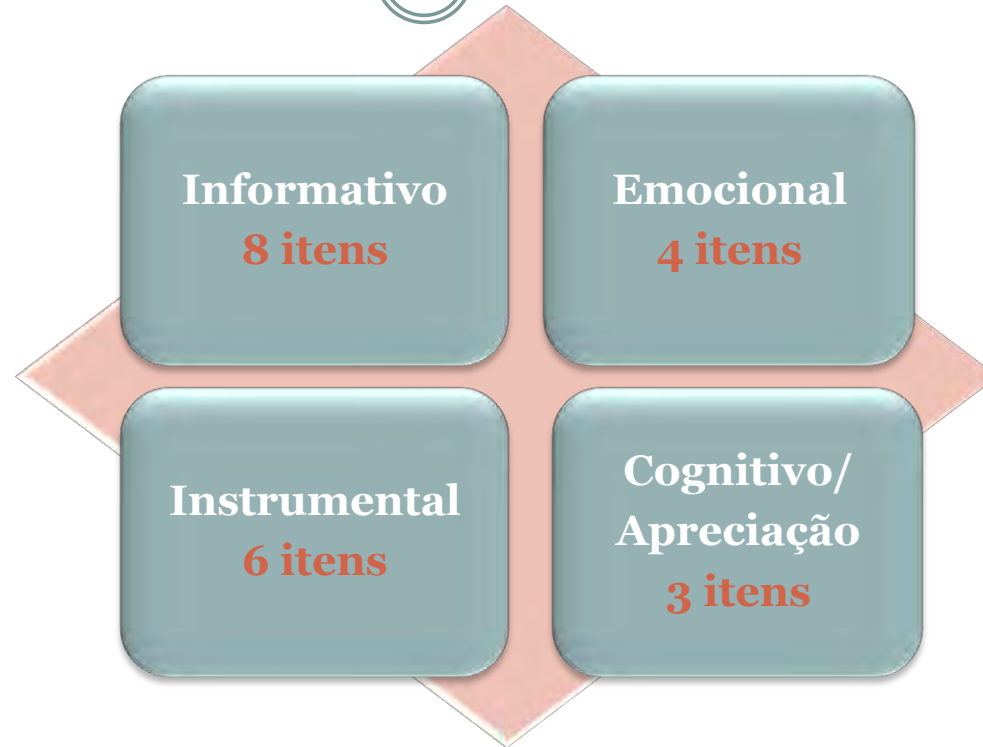 Informativo
8 itens
Emocional
4 itens
Instrumental
6 itens
Cognitivo/
Apreciação
3 itens